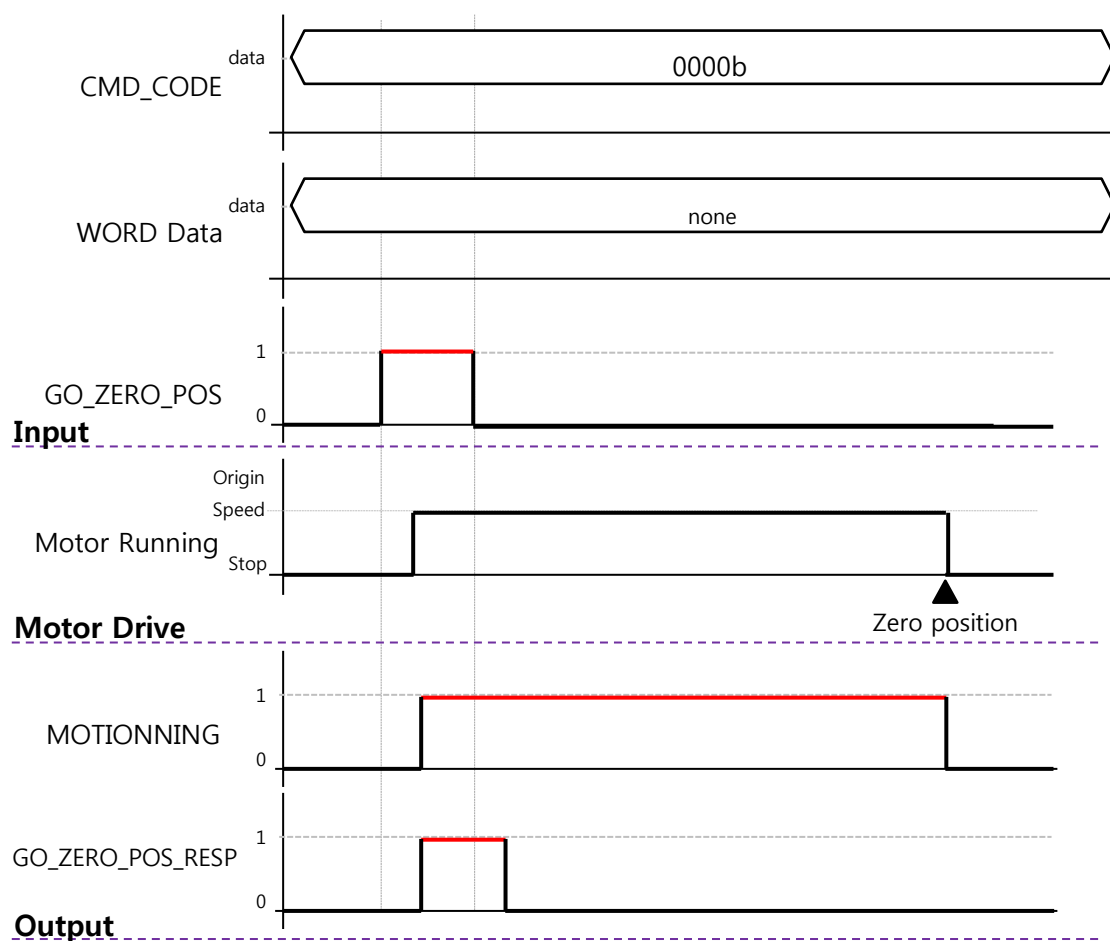 data
CMD_CODE
0000b
data
WORD Data
none
1
GO_ZERO_POS
0
Input
Origin
Speed
Motor Running
Stop
Zero position
Motor Drive
1
MOTIONNING
0
1
GO_ZERO_POS_RESP
0
Output